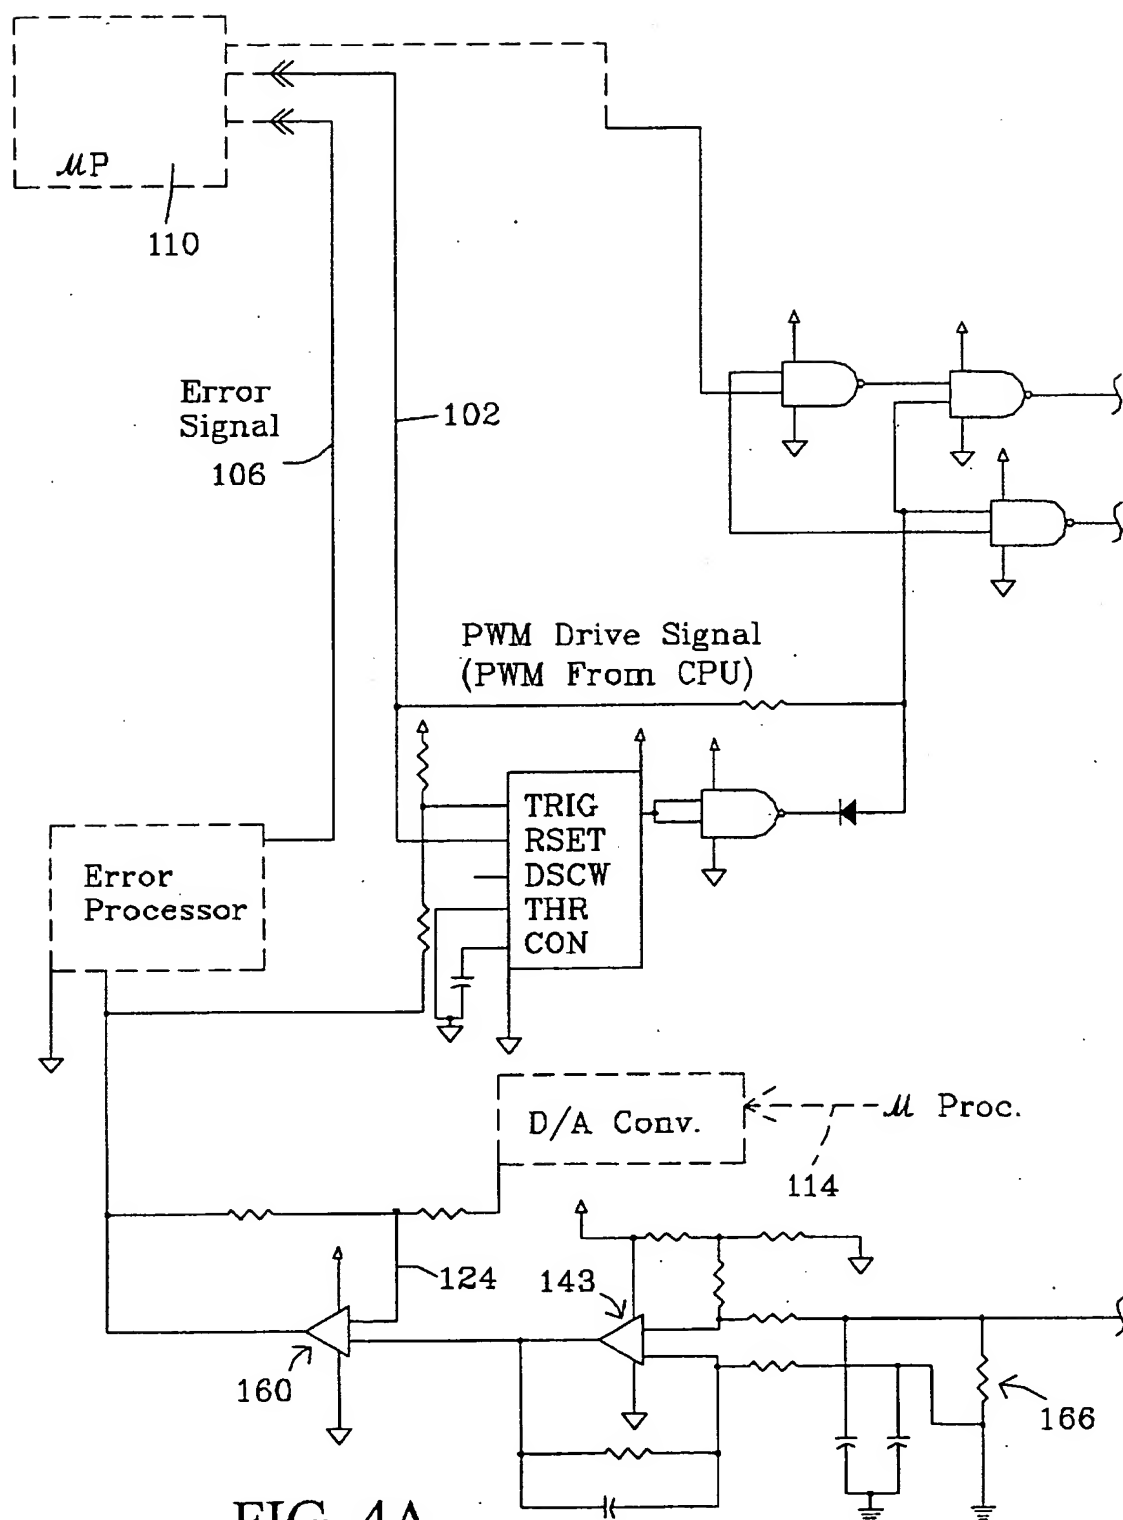 μP
110
Error
Signal
106
102
PWM Drive Signal
(PWM From CPU)
TRIG
RSET
DSCW
THR
CON
Error
Processor
D/A Conv.
μ Proc.
114
124
143
160
166
FIG. 4A